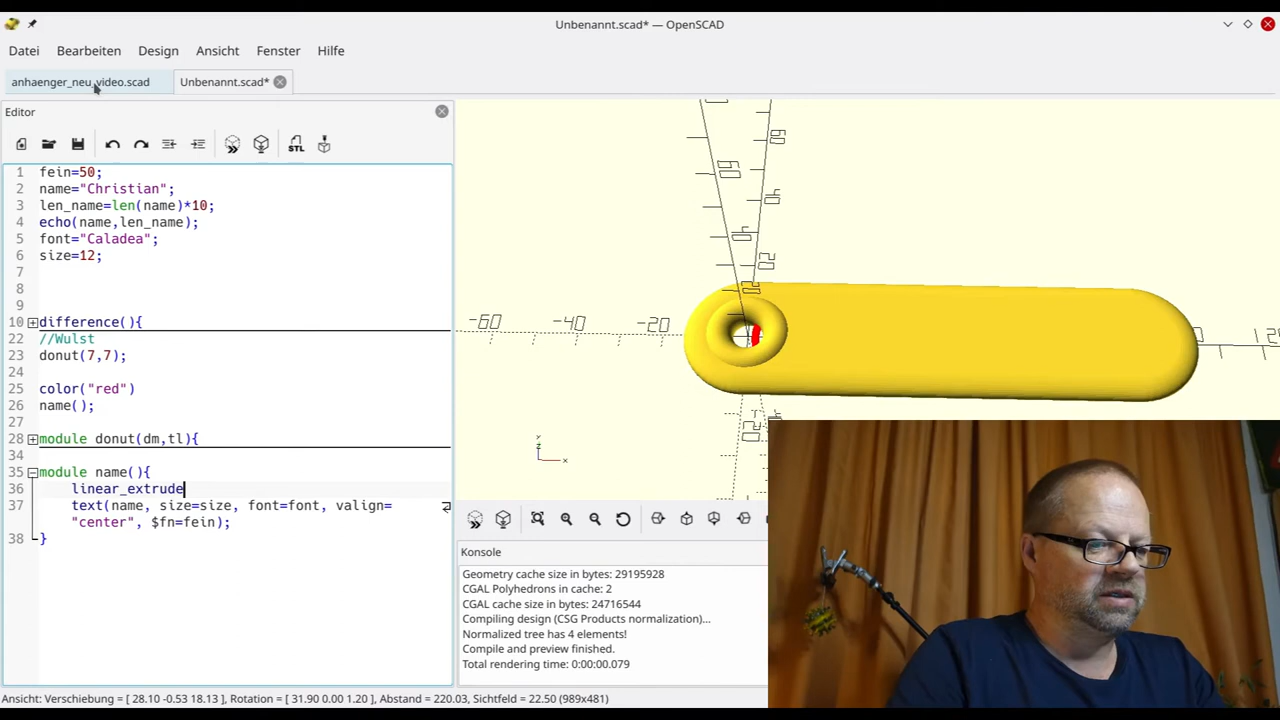 Unbenannt.scad* — OpenSCAD
Datei Bearbeiten Design Ansicht Fenster Hilfe
anhaenger_neu_video.scad Unbenannt.scad*
Editor
STL
1 fein=50;
2 name="Christian";
3 len_name=len(name)*10;
4 echo(name,len_name);
5 font="Caladea";
6 size=12;
7
8
9
10 difference(){
22 //Wulst
23 donut(7,7);
24
25 color("red")
26 name();
27
28 module donut(dm,tl){
34
35 module name(){
36 linear_extrude
37 text(name, size=size, font=font, valign=
"center", $fn=fein);
38 }
60
60
40
40
20
20
-60 -40 -20
y
z
x
Konsole
Geometry cache size in bytes: 29195928
CGAL Polyhedrons in cache: 2
CGAL cache size in bytes: 24716544
Compiling design (CSG Products normalization)...
Normalized tree has 4 elements!
Compile and preview finished.
Total rendering time: 0:00:00.079
Ansicht: Verschiebung = [ 28.10 -0.53 18.13 ], Rotation = [ 31.90 0.00 1.20 ], Abstand = 220.03, Sichtfeld = 22.50 (989x481)